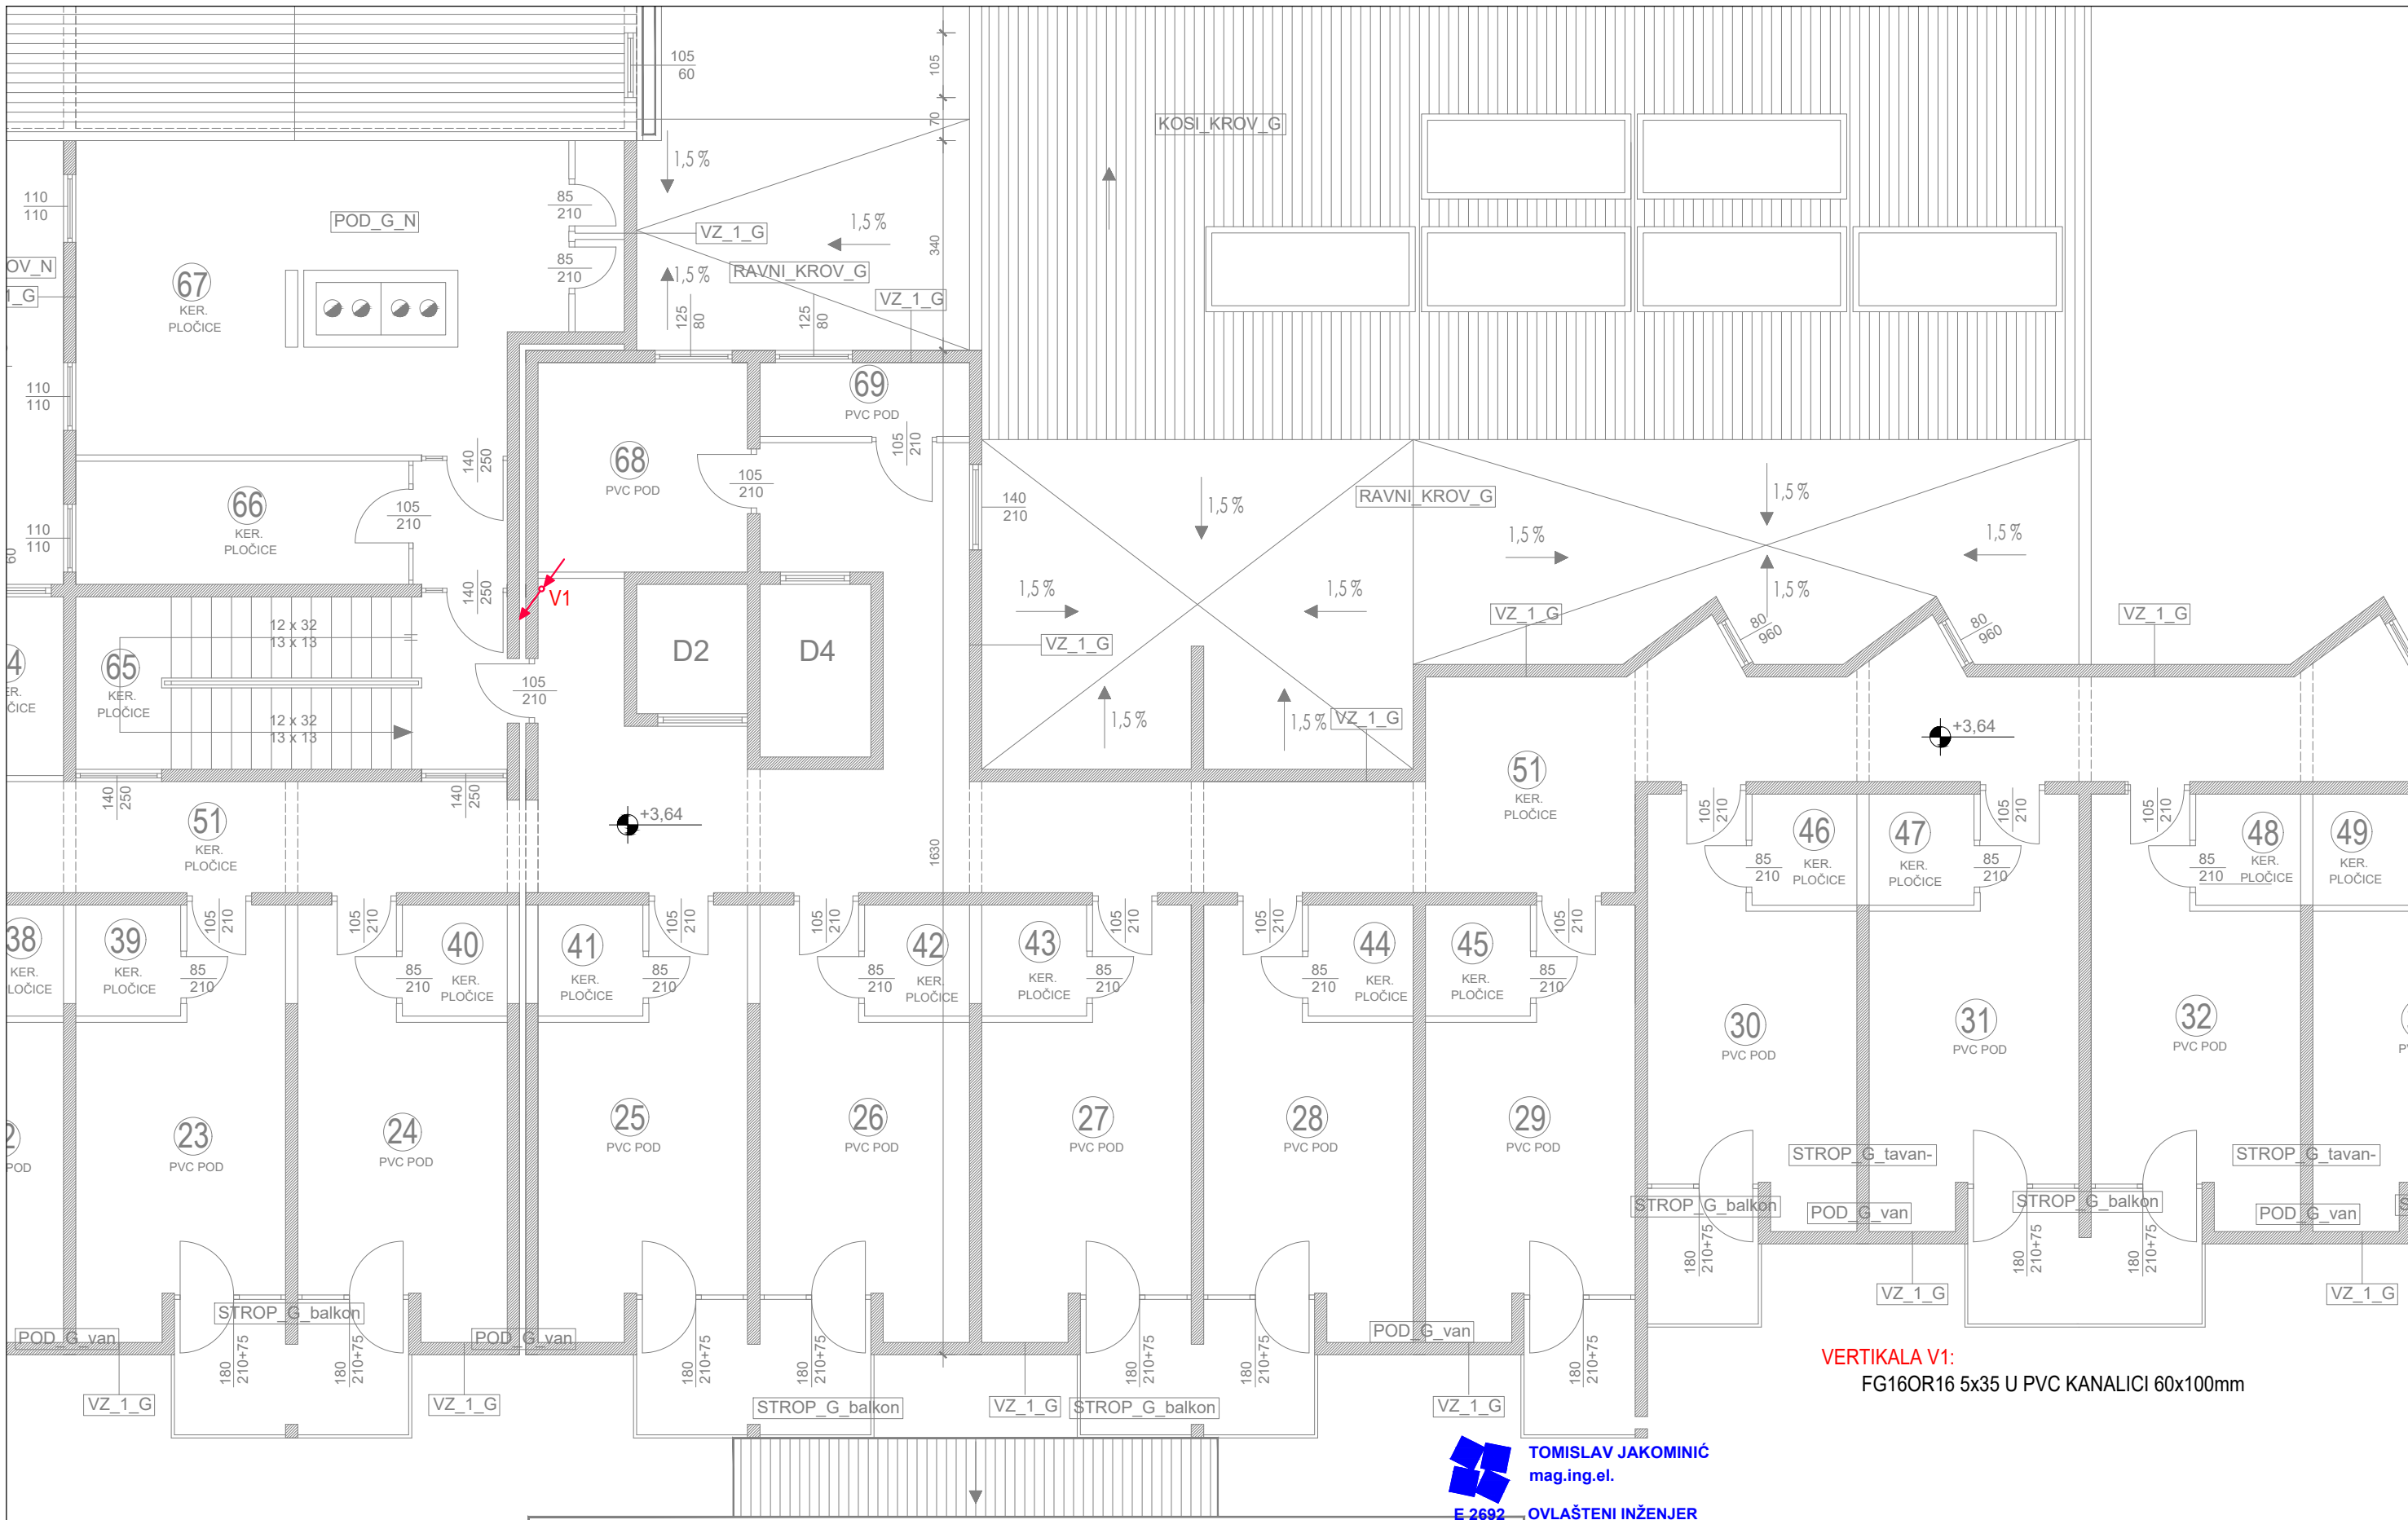 105
60
105
70
340
KOSI_KROV_G
1,5 %
110
110
85
210
POD_G_N
VZ_1_G
1,5 %
85
210
OV_N
1_G
1,5 %
RAVNI_KROV_G
VZ_1_G
67
KER.
PLOČICE
125
80
125
80
110
110
69
PVC POD
105
210
140
250
68
PVC POD
105
210
66
KER.
PLOČICE
105
210
110
110
60
140
210
RAVNI_KROV_G
1,5 %
1,5 %
1,5 %
1,5 %
140
250
V1
1,5 %
1,5 %
1,5 %
VZ_1_G
80
960
80
960
VZ_1_G
12 x 32
13 x 13
D2
D4
VZ_1_G
4
ER.
ČICE
65
KER.
PLOČICE
105
210
12 x 32
13 x 13
1,5 %
1,5 %
VZ_1_G
+3,64
51
KER.
PLOČICE
140
250
140
250
51
KER.
PLOČICE
+3,64
1630
105
210
105
210
105
210
46
KER.
PLOČICE
47
KER.
PLOČICE
48
KER.
PLOČICE
49
KER.
PLOČICE
85
210
85
210
85
210
105
210
105
210
105
210
105
210
105
210
105
210
105
210
38
KER.
LOČICE
39
KER.
PLOČICE
85
210
85
210
40
KER.
PLOČICE
41
KER.
PLOČICE
85
210
85
210
42
KER.
PLOČICE
43
KER.
PLOČICE
85
210
85
210
44
KER.
PLOČICE
45
KER.
PLOČICE
85
210
30
PVC POD
31
PVC POD
32
PVC POD
2
POD
23
PVC POD
24
PVC POD
25
PVC POD
26
PVC POD
27
PVC POD
28
PVC POD
29
PVC POD
STROP_G_tavan-
STROP_G_tavan-
STROP_G_balkon
POD_G_van
STROP_G_balkon
POD_G_van
180
210+75
180
210+75
180
210+75
VZ_1_G
VZ_1_G
STROP_G_balkon
POD_G_van
POD_G_van
POD_G_van
180
210+75
180
210+75
180
210+75
180
210+75
180
210+75
180
210+75
180
210+75
VZ_1_G
VZ_1_G
STROP_G_balkon
VZ_1_G
STROP_G_balkon
VZ_1_G
VERTIKALA V1:
FG16OR16 5x35 U PVC KANALICI 60x100mm
TOMISLAV JAKOMINIĆ
mag.ing.el.
E 2692 OVLAŠTENI INŽENJER